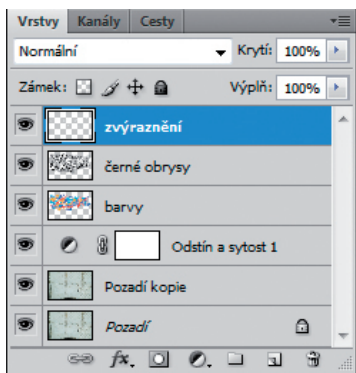 Vrstvy Kanály Cesty
Normální Krytí: 100%
Zámek: Výplň: 100%
zvýraznění
černé obrysy
barvy
Odstín a sytost 1
Pozadí kopie
Pozadí
fx.